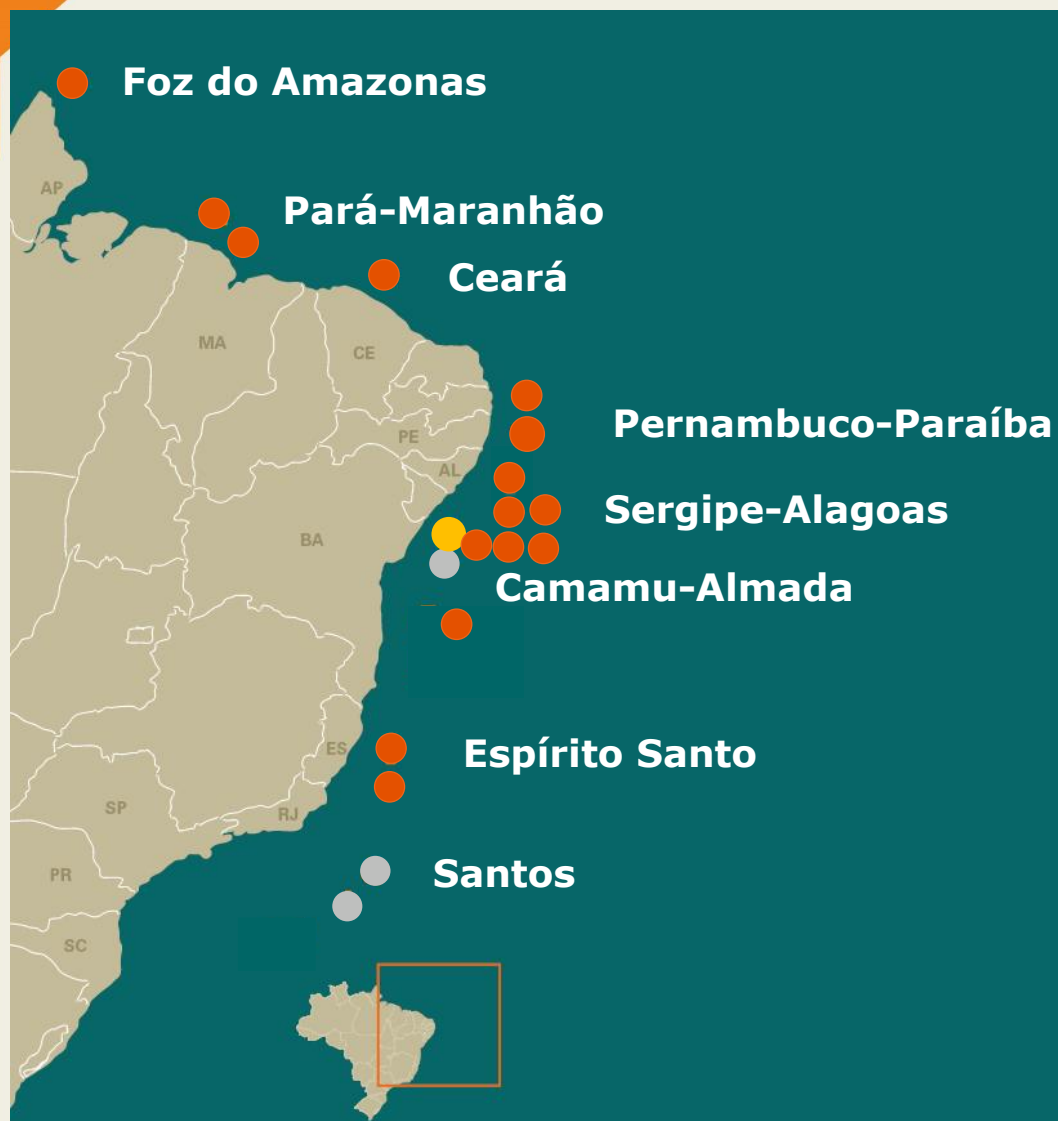 Foz do Amazonas
AP
Pará-Maranhão
Ceará
MA
CE
Pernambuco-Paraíba
PE
AL
Sergipe-Alagoas
BA
Camamu-Almada
ES
Espírito Santo
SP
RJ
PR
Santos
SC